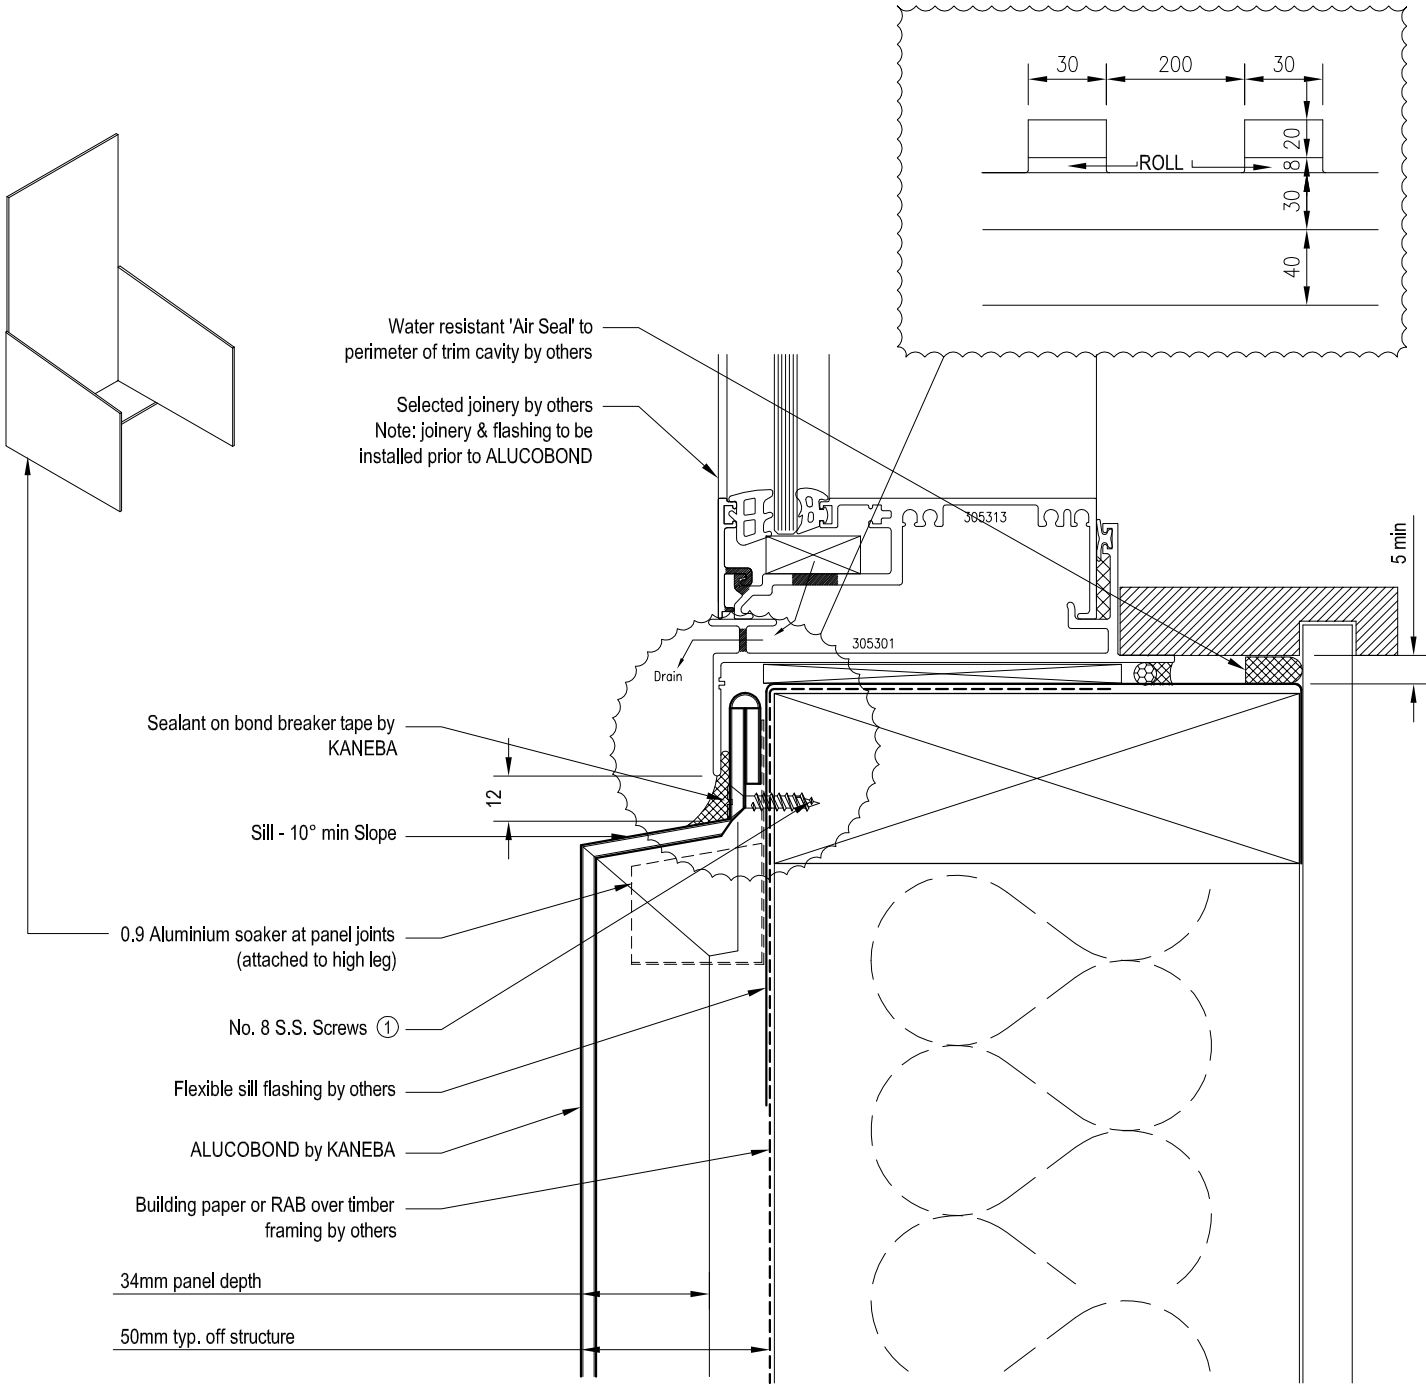 30
200
30
20
ROLL
8
30
40
Water resistant 'Air Seal' to
perimeter of trim cavity by others
Selected joinery by others
Note: joinery & flashing to be
installed prior to ALUCOBOND
305313
5 min
305301
Drain
Sealant on bond breaker tape by
KANEBA
12
Sill - 10° min Slope
0.9 Aluminium soaker at panel joints
(attached to high leg)
No. 8 S.S. Screws ①
Flexible sill flashing by others
ALUCOBOND by KANEBA
Building paper or RAB over timber
framing by others
34mm panel depth
50mm typ. off structure